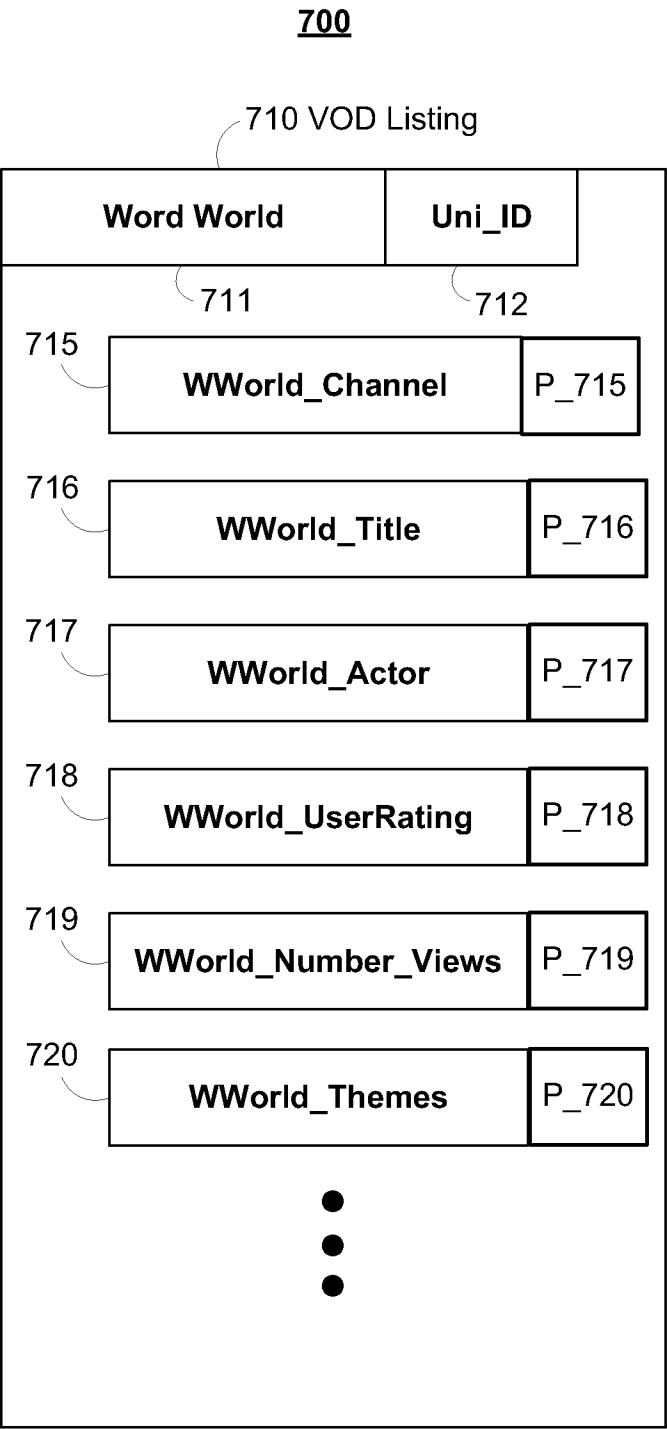 700
710 VOD Listing
Word World Uni_ID
711 712
715
WWorld_Channel P_715
716
WWorld_Title P_716
717
WWorld_Actor P_717
718
WWorld_UserRating P_718
719
WWorld_Number_Views P_719
720
WWorld_Themes P_720